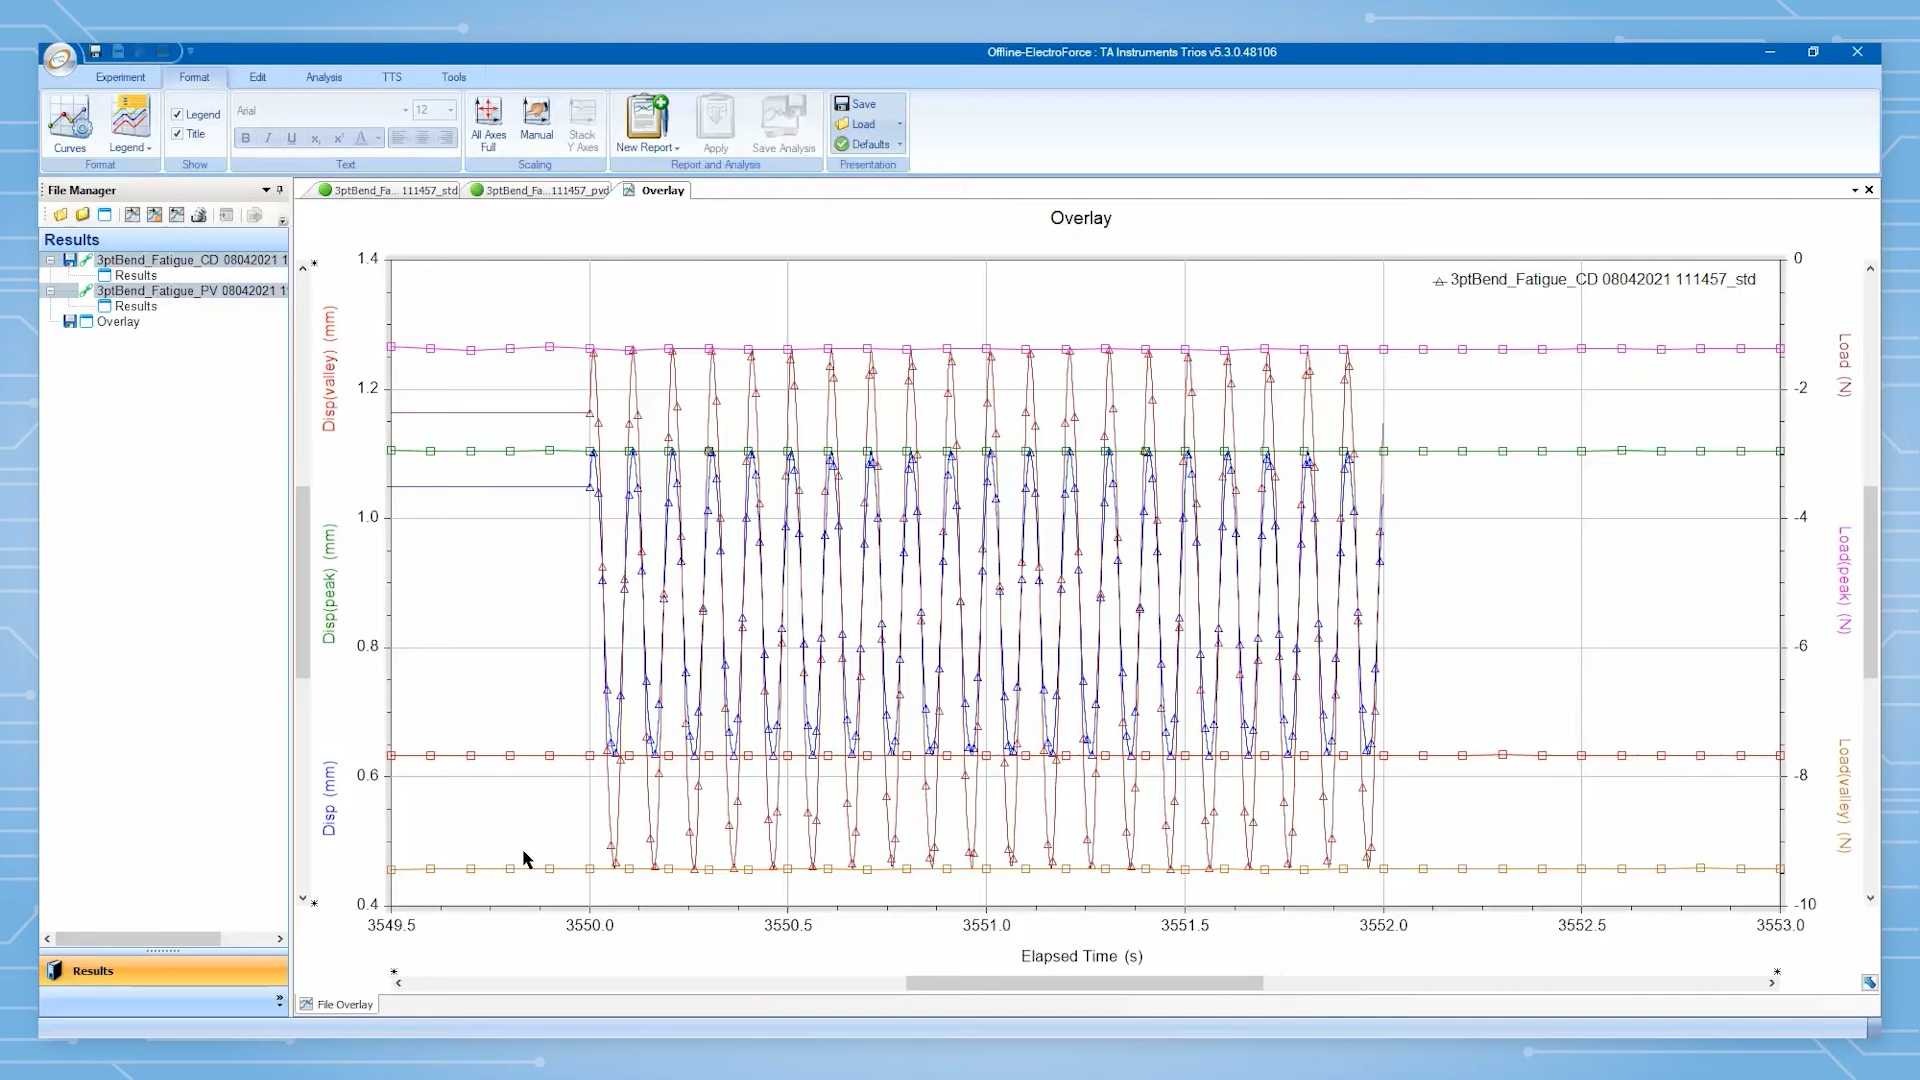 Offline-ElectroForce : TA Instruments Trios v5.3.0.48106
Experiment Format Edit Analysis TTS Tools
Curves
Legend
Format
Legend
Title
Show
Arial 12
B I U x₂ x² A
Text
All Axes Full
Manual
Stack Y Axes
Scaling
New Report
Apply
Save Analysis
Report and Analysis
Save
Load
Defaults
Presentation
File Manager
3ptBend_Fa... 111457_std
3ptBend_Fa...111457_pvd
Overlay
Results
3ptBend_Fatigue_CD 08042021 1
Results
3ptBend_Fatigue_PV 08042021 1
Results
Overlay
Results
Overlay
3ptBend_Fatigue_CD 08042021 111457_std
1.4
1.2
1.0
0.8
0.6
0.4
Disp(valley) (mm)
Disp(peak) (mm)
Disp (mm)
0
-2
-4
-6
-8
-10
Load (N)
Load(peak) (N)
Load(valley) (N)
3549.5 3550.0 3550.5 3551.0 3551.5 3552.0 3552.5 3553.0
Elapsed Time (s)
File Overlay